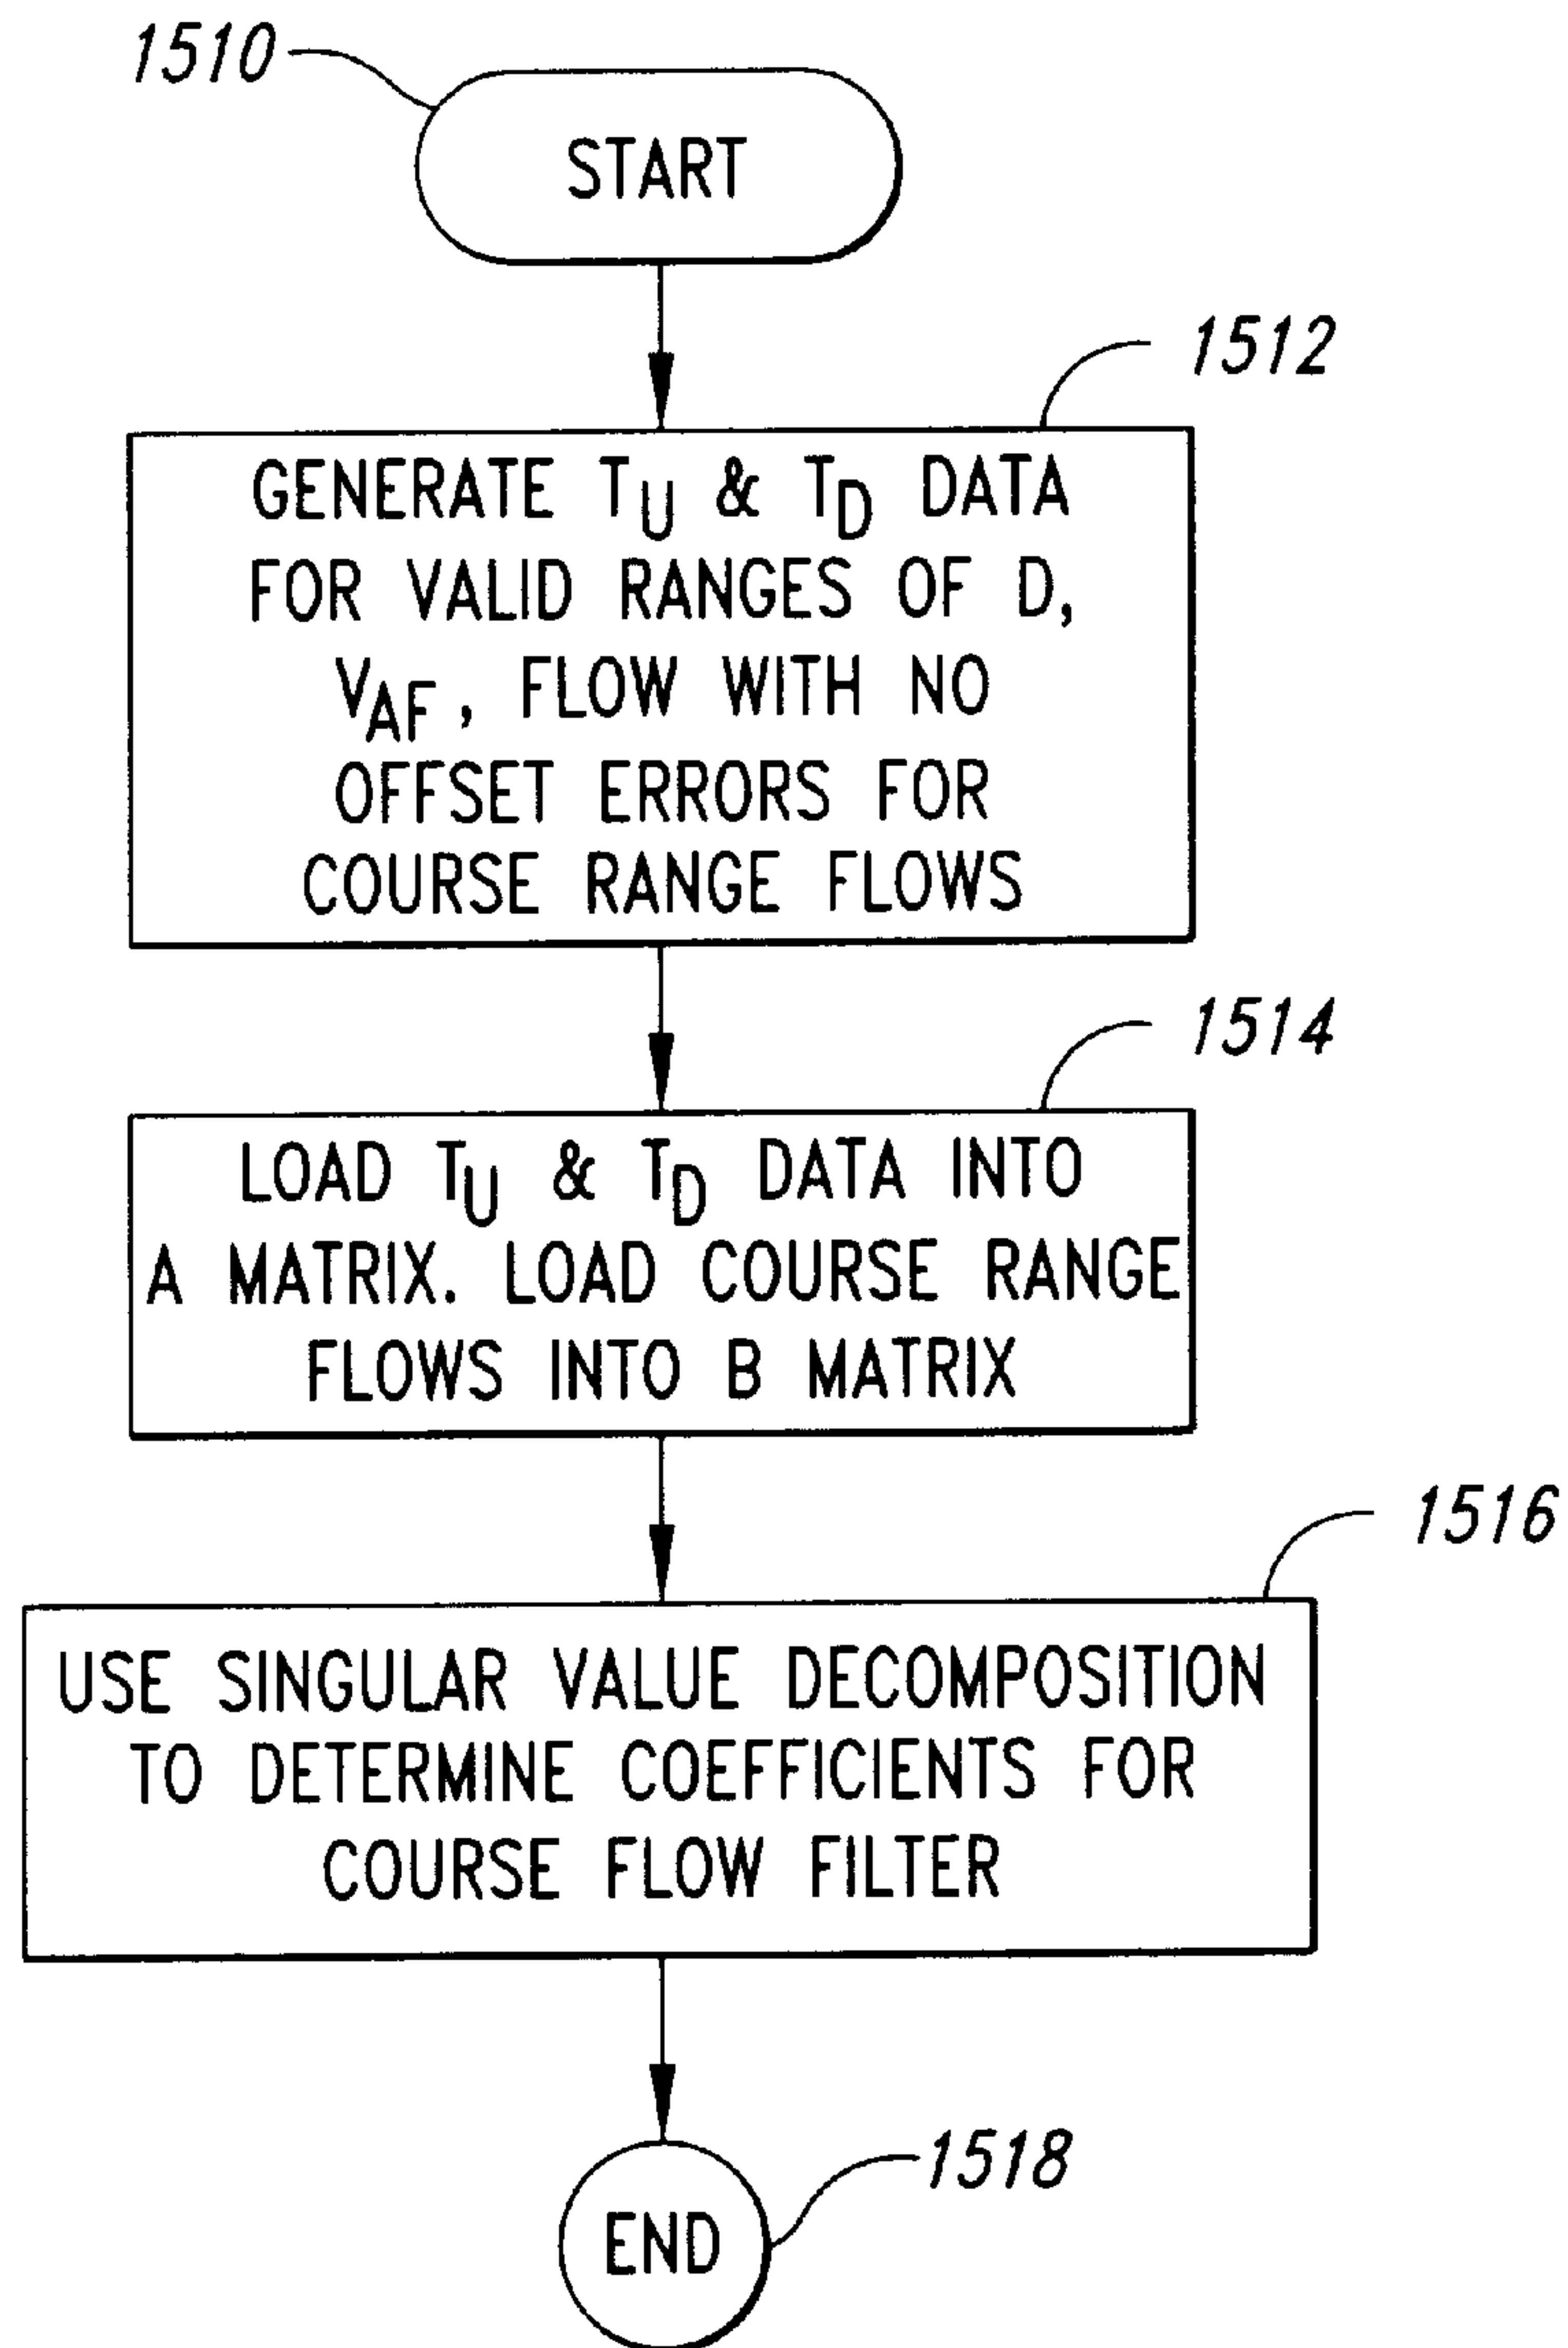 1510
START
1512
GENERATE TU & TD DATA
FOR VALID RANGES OF D,
VAF, FLOW WITH NO
OFFSET ERRORS FOR
COURSE RANGE FLOWS
1514
LOAD TU & TD DATA INTO
A MATRIX. LOAD COURSE RANGE
FLOWS INTO B MATRIX
1516
USE SINGULAR VALUE DECOMPOSITION
TO DETERMINE COEFFICIENTS FOR
COURSE FLOW FILTER
1518
END